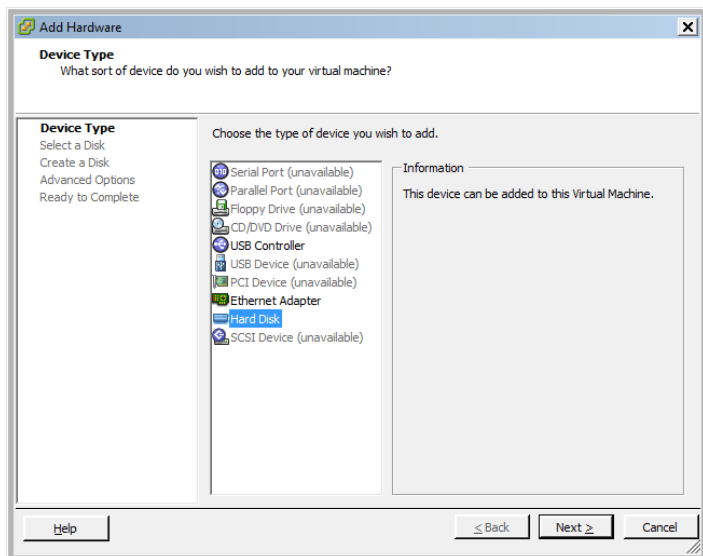 Add Hardware
Device Type
What sort of device do you wish to add to your virtual machine?
Device Type
Select a Disk
Create a Disk
Advanced Options
Ready to Complete
Choose the type of device you wish to add.
Serial Port (unavailable)
Parallel Port (unavailable)
Floppy Drive (unavailable)
CD/DVD Drive (unavailable)
USB Controller
USB Device (unavailable)
PCI Device (unavailable)
Ethernet Adapter
Hard Disk
SCSI Device (unavailable)
Information
This device can be added to this Virtual Machine.
Help
< Back
Next >
Cancel